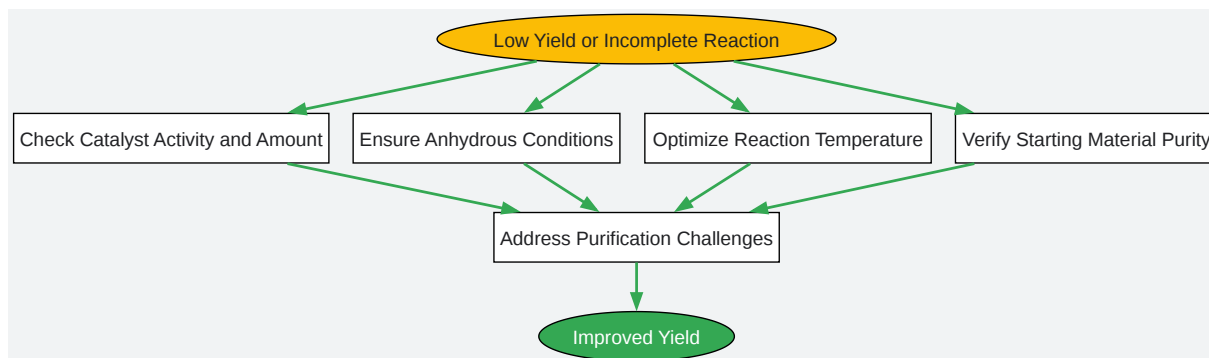 Low Yield or Incomplete Reaction
Check Catalyst Activity and Amount
Ensure Anhydrous Conditions
Optimize Reaction Temperature
Verify Starting Material Purity
Address Purification Challenges
Improved Yield